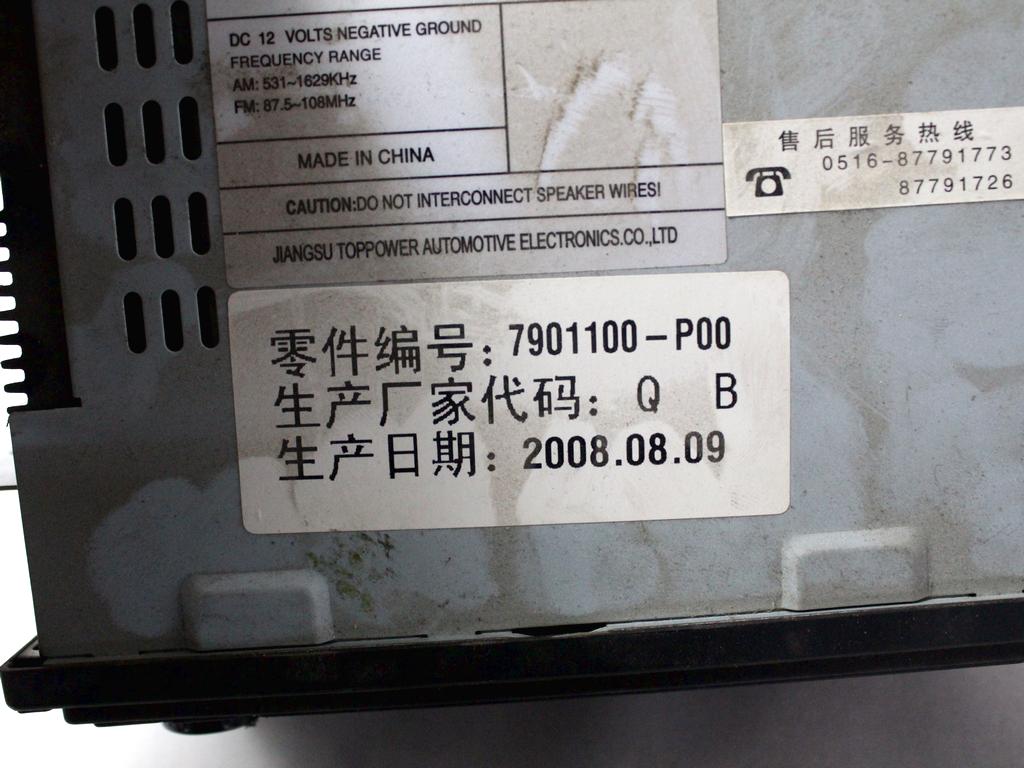 DC 12 VOLTS NEGATIVE GROUND
FREQUENCY RANGE
AM: 531~1629KHz
FM: 87.5~108MHz
MADE IN CHINA
CAUTION:DO NOT INTERCONNECT SPEAKER WIRES!
JIANGSU TOPPOWER AUTOMOTIVE ELECTRONICS.CO.,LTD
售后服务热线
0516-87791773
87791726
零件编号: 7901100-P00
生产厂家代码: Q B
生产日期: 2008.08.09